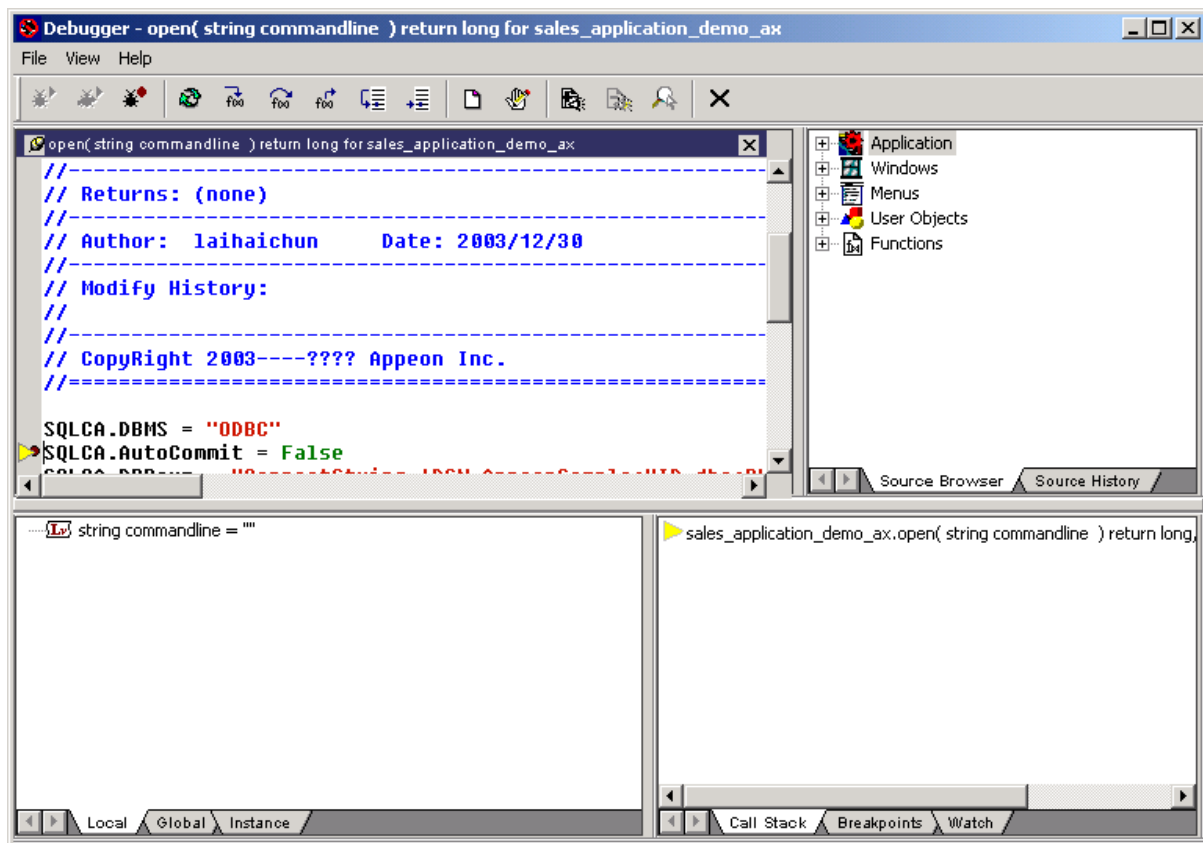 Debugger - open( string commandline  ) return long for sales_application_demo_ax
File View Help
open( string commandline  ) return long for sales_application_demo_ax
//----------------------------------------------------------
// Returns: (none)
//----------------------------------------------------------
// Author:  laihaichun     Date: 2003/12/30
//----------------------------------------------------------
// Modify History:
//
//----------------------------------------------------------
// CopyRight 2003----???? Appeon Inc.
//==========================================================
SQLCA.DBMS = "ODBC"
SQLCA.AutoCommit = False
Application
Windows
Menus
User Objects
Functions
Source Browser
Source History
string commandline = ""
Local
Global
Instance
sales_application_demo_ax.open( string commandline  ) return long,
Call Stack
Breakpoints
Watch